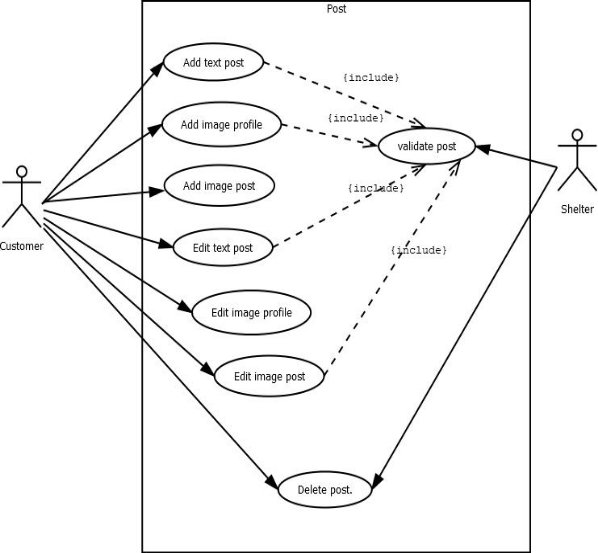 Post
Add text post
{include}
Add image profile
{include}
validate post
Add image post
{include}
Shelter
Customer
Edit text post
{include}
Edit image profile
Edit image post
Delete post.